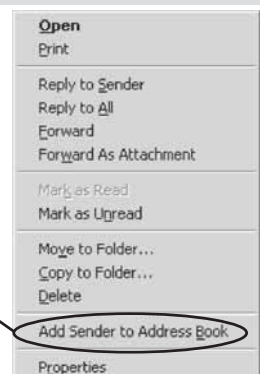 Open
Print
Reply to Sender
Reply to All
Forward
Forward As Attachment
Mark as Read
Mark as Unread
Move to Folder...
Copy to Folder...
Delete
Add Sender to Address Book
Properties